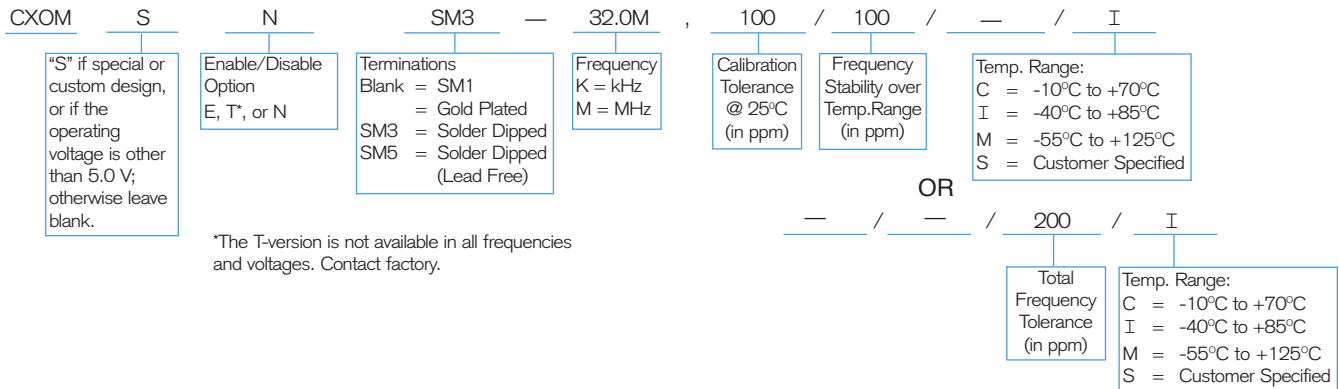 CXOM S N SM3 — 32.0M , 100 / 100 / — / I
“S” if special or
custom design,
or if the
operating
voltage is other
than 5.0 V;
otherwise leave
blank.
Enable/Disable
Option
E, T*, or N
Terminations
Blank = SM1
= Gold Plated
SM3 = Solder Dipped
SM5 = Solder Dipped
(Lead Free)
Frequency
K = kHz
M = MHz
Calibration
Tolerance
@ 25°C
(in ppm)
Frequency
Stability over
Temp.Range
(in ppm)
Temp. Range:
C = -10°C to +70°C
I = -40°C to +85°C
M = -55°C to +125°C
S = Customer Specified
*The T-version is not available in all frequencies
and voltages. Contact factory.
OR
— / — / 200 / I
Total
Frequency
Tolerance
(in ppm)
Temp. Range:
C = -10°C to +70°C
I = -40°C to +85°C
M = -55°C to +125°C
S = Customer Specified